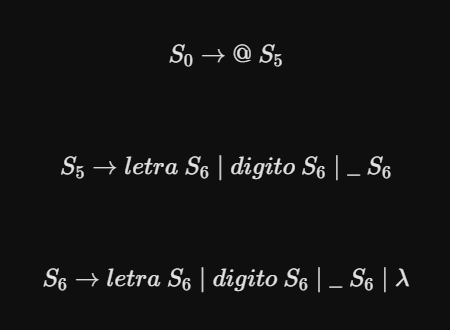 S₀ → @ S₅
S₅ → letra S₆ | digito S₆ | _ S₆
S₆ → letra S₆ | digito S₆ | _ S₆ | λ